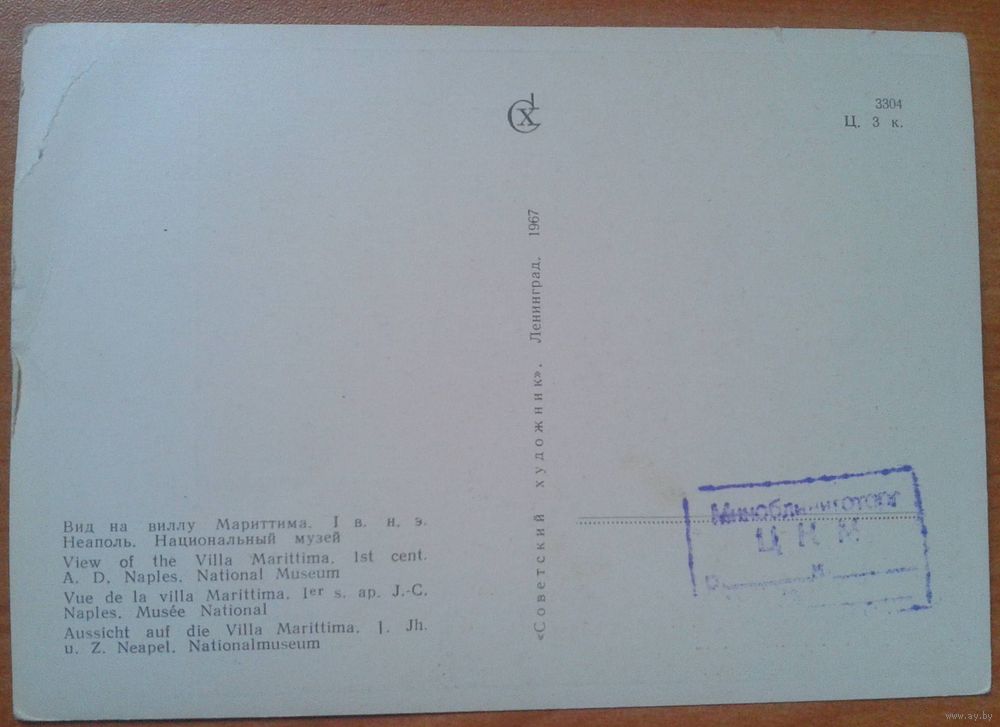 3304
Ц. 3 к.
«Советский художник». Ленинград. 1967
Вид на виллу Мариттима. I в. н. э.
Неаполь. Национальный музей
View of the Villa Marittima. 1st cent.
A. D. Naples. National Museum
Vue de la villa Marittima. Ier s. ap. J.-C.
Naples. Musée National
Aussicht auf die Villa Marittima. J. Jh.
u. Z. Neapel. Nationalmuseum
www.ay.by